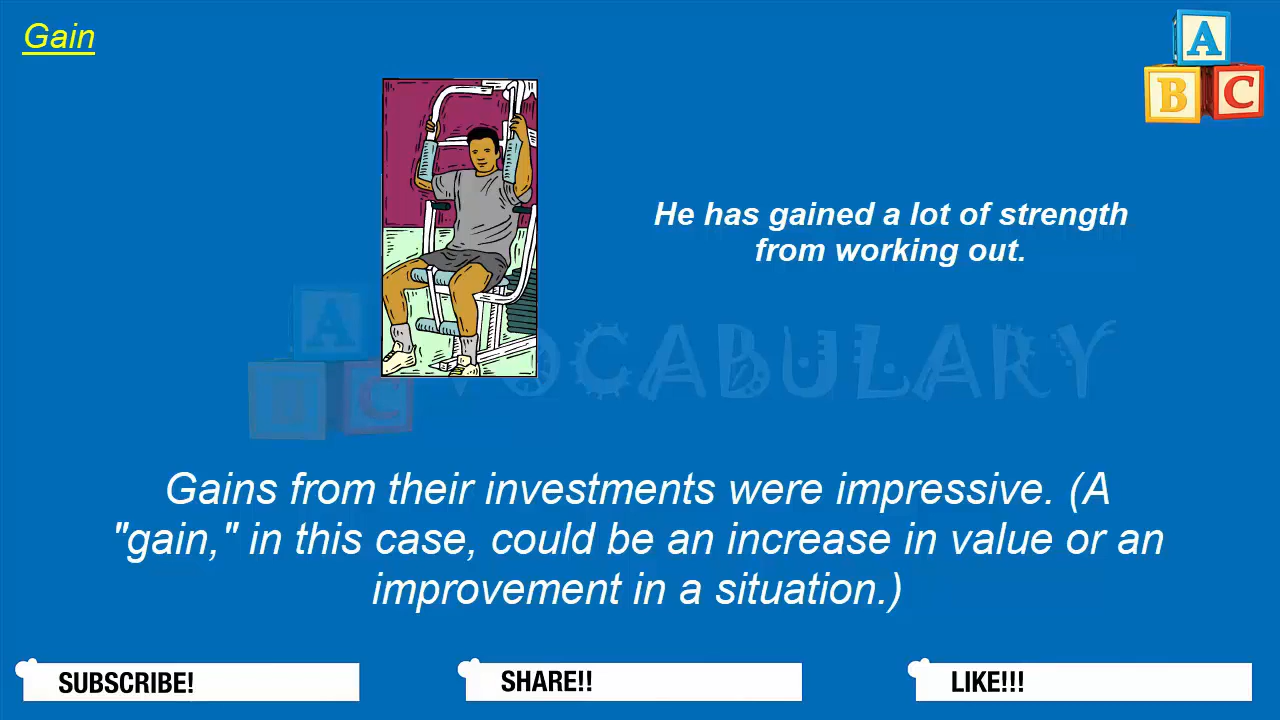 Gain
A
B
C
He has gained a lot of strength
from working out.
A
B
C
VOCABULARY
Gains from their investments were impressive. (A
"gain," in this case, could be an increase in value or an
improvement in a situation.)
SUBSCRIBE!
SHARE!!
LIKE!!!